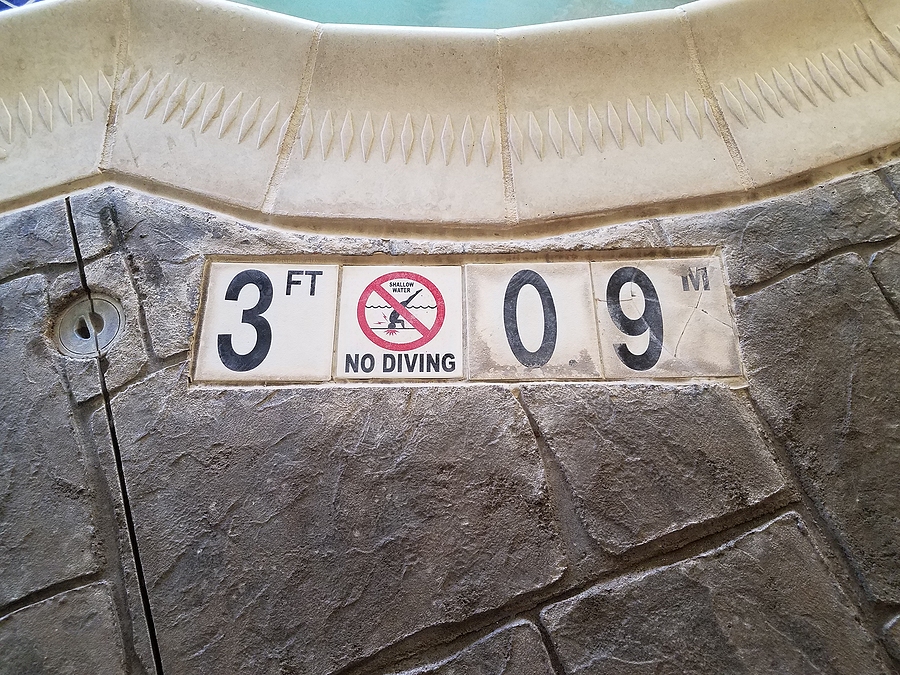 3 FT
SHALLOW
WATER
NO DIVING
0 9 M